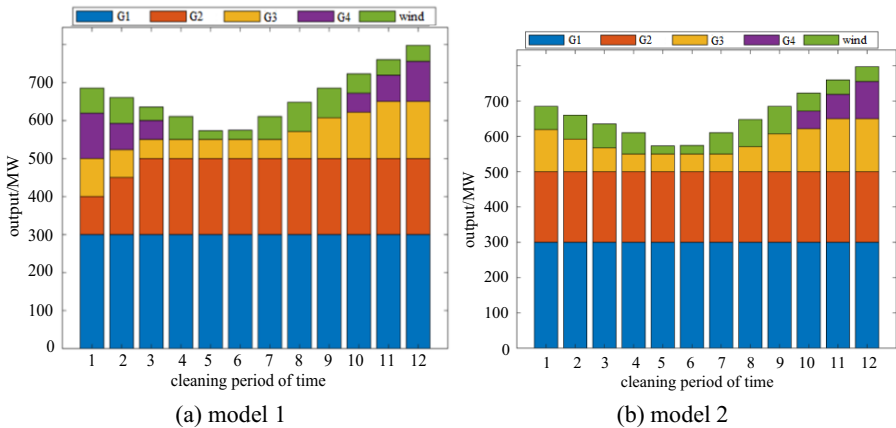 G1 G2 G3 G4 wind
output/MW
700
600
500
400
300
200
100
0
1 2 3 4 5 6 7 8 9 10 11 12
cleaning period of time
(a) model 1
G1 G2 G3 G4 wind
output/MW
700
600
500
400
300
200
100
0
1 2 3 4 5 6 7 8 9 10 11 12
cleaning period of time
(b) model 2